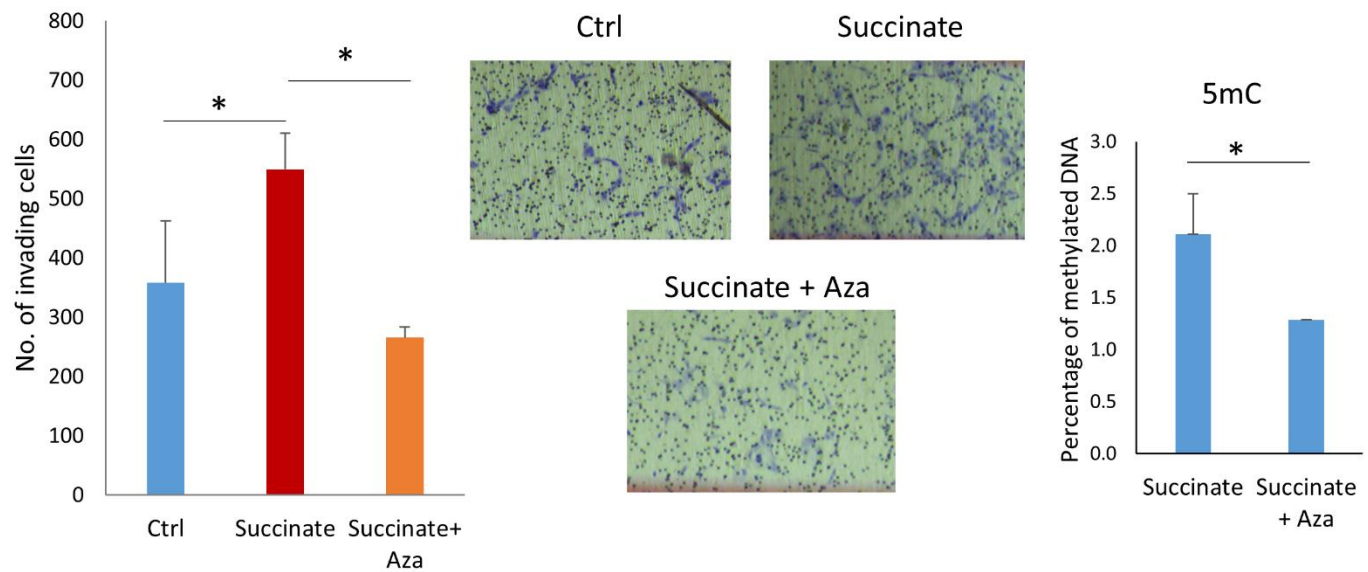 No. of invading cells
800
700
600
500
400
300
200
100
0
*
*
Ctrl
Succinate
Succinate+
Aza
Ctrl
Succinate
Succinate + Aza
5mC
Percentage of methylated DNA
3.0
2.5
2.0
1.5
1.0
0.5
0.0
*
Succinate
Succinate
+ Aza